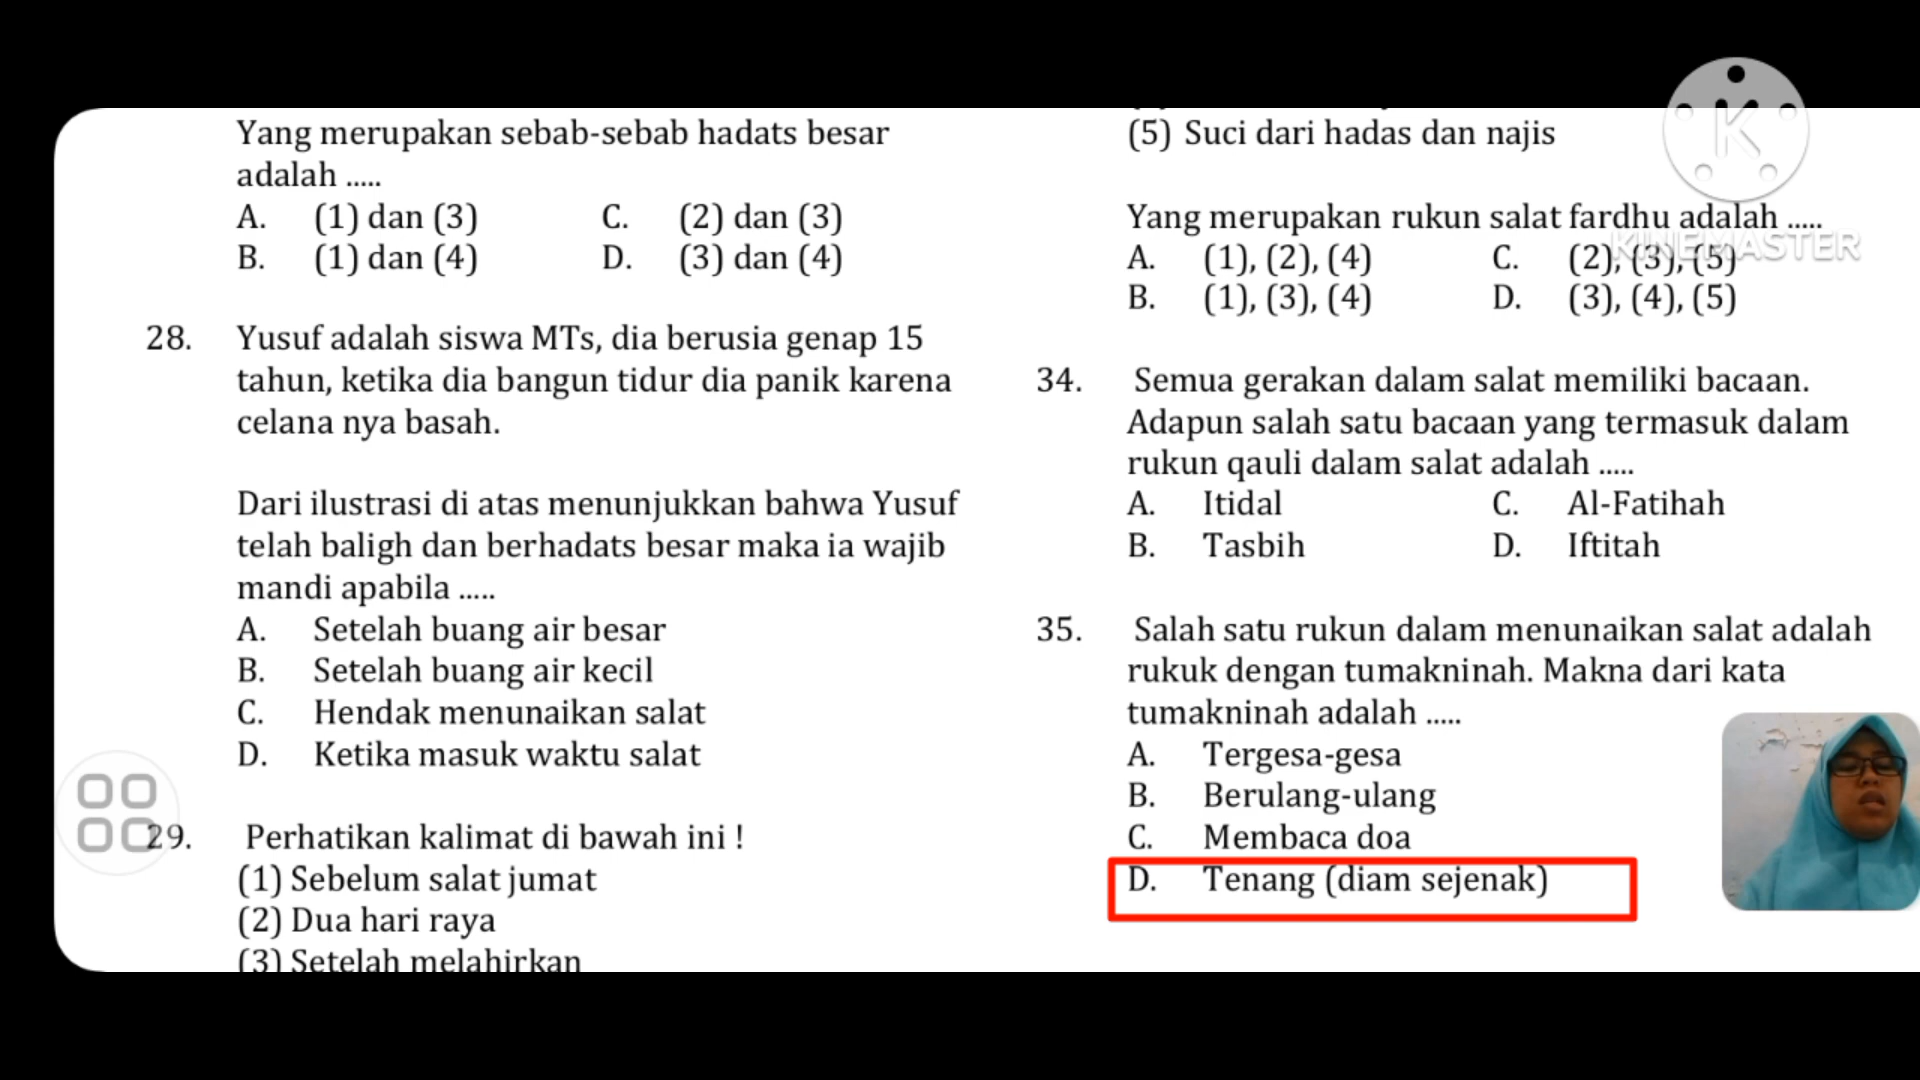 Yang merupakan sebab-sebab hadats besar
adalah .....
A. (1) dan (3) C. (2) dan (3)
B. (1) dan (4) D. (3) dan (4)
28. Yusuf adalah siswa MTs, dia berusia genap 15
tahun, ketika dia bangun tidur dia panik karena
celana nya basah.
Dari ilustrasi di atas menunjukkan bahwa Yusuf
telah baligh dan berhadats besar maka ia wajib
mandi apabila .....
A. Setelah buang air besar
B. Setelah buang air kecil
C. Hendak menunaikan salat
D. Ketika masuk waktu salat
29. Perhatikan kalimat di bawah ini !
(1) Sebelum salat jumat
(2) Dua hari raya
(3) Setelah melahirkan
(5) Suci dari hadas dan najis
Yang merupakan rukun salat fardhu adalah .....
A. (1), (2), (4) C. (2), (3), (5)
B. (1), (3), (4) D. (3), (4), (5)
34. Semua gerakan dalam salat memiliki bacaan.
Adapun salah satu bacaan yang termasuk dalam
rukun qauli dalam salat adalah .....
A. Itidal C. Al-Fatihah
B. Tasbih D. Iftitah
35. Salah satu rukun dalam menunaikan salat adalah
rukuk dengan tumakninah. Makna dari kata
tumakninah adalah .....
A. Tergesa-gesa
B. Berulang-ulang
C. Membaca doa
D. Tenang (diam sejenak)
K
KINEMASTER